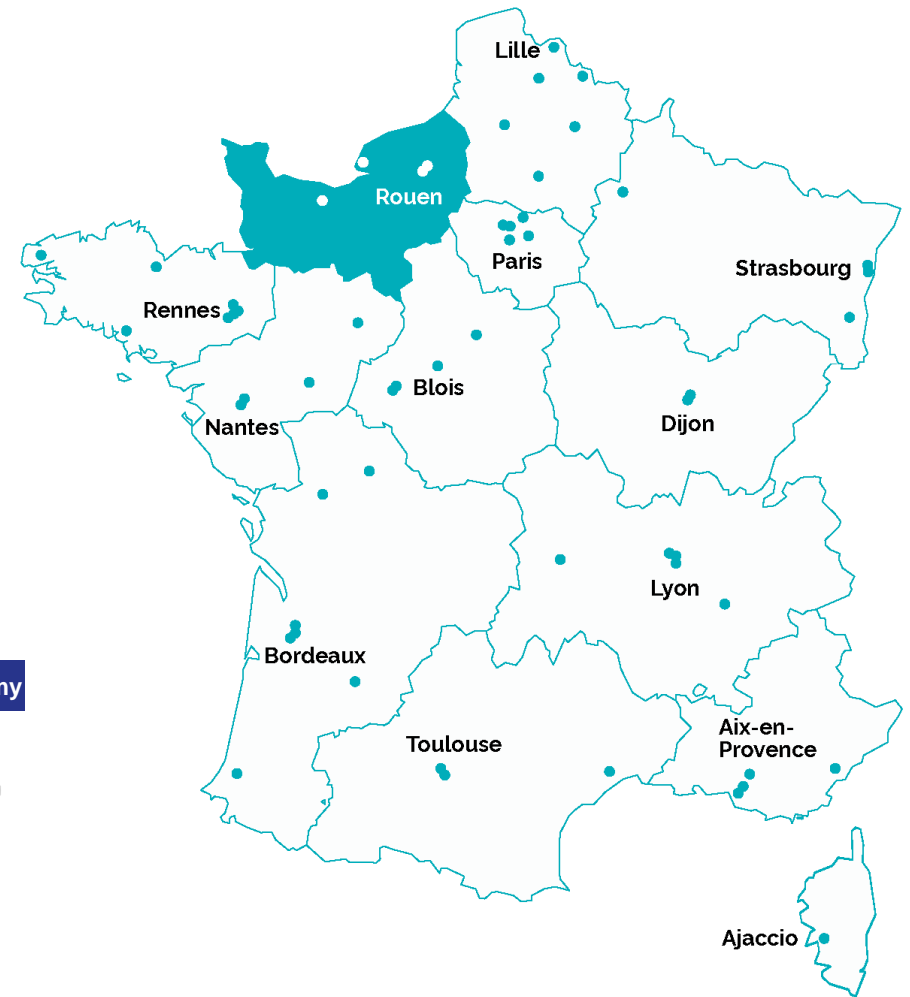 Lille
Rouen
Paris
Strasbourg
Rennes
Blois
Nantes
Dijon
Lyon
Bordeaux
Toulouse
Aix-en-
Provence
Ajaccio